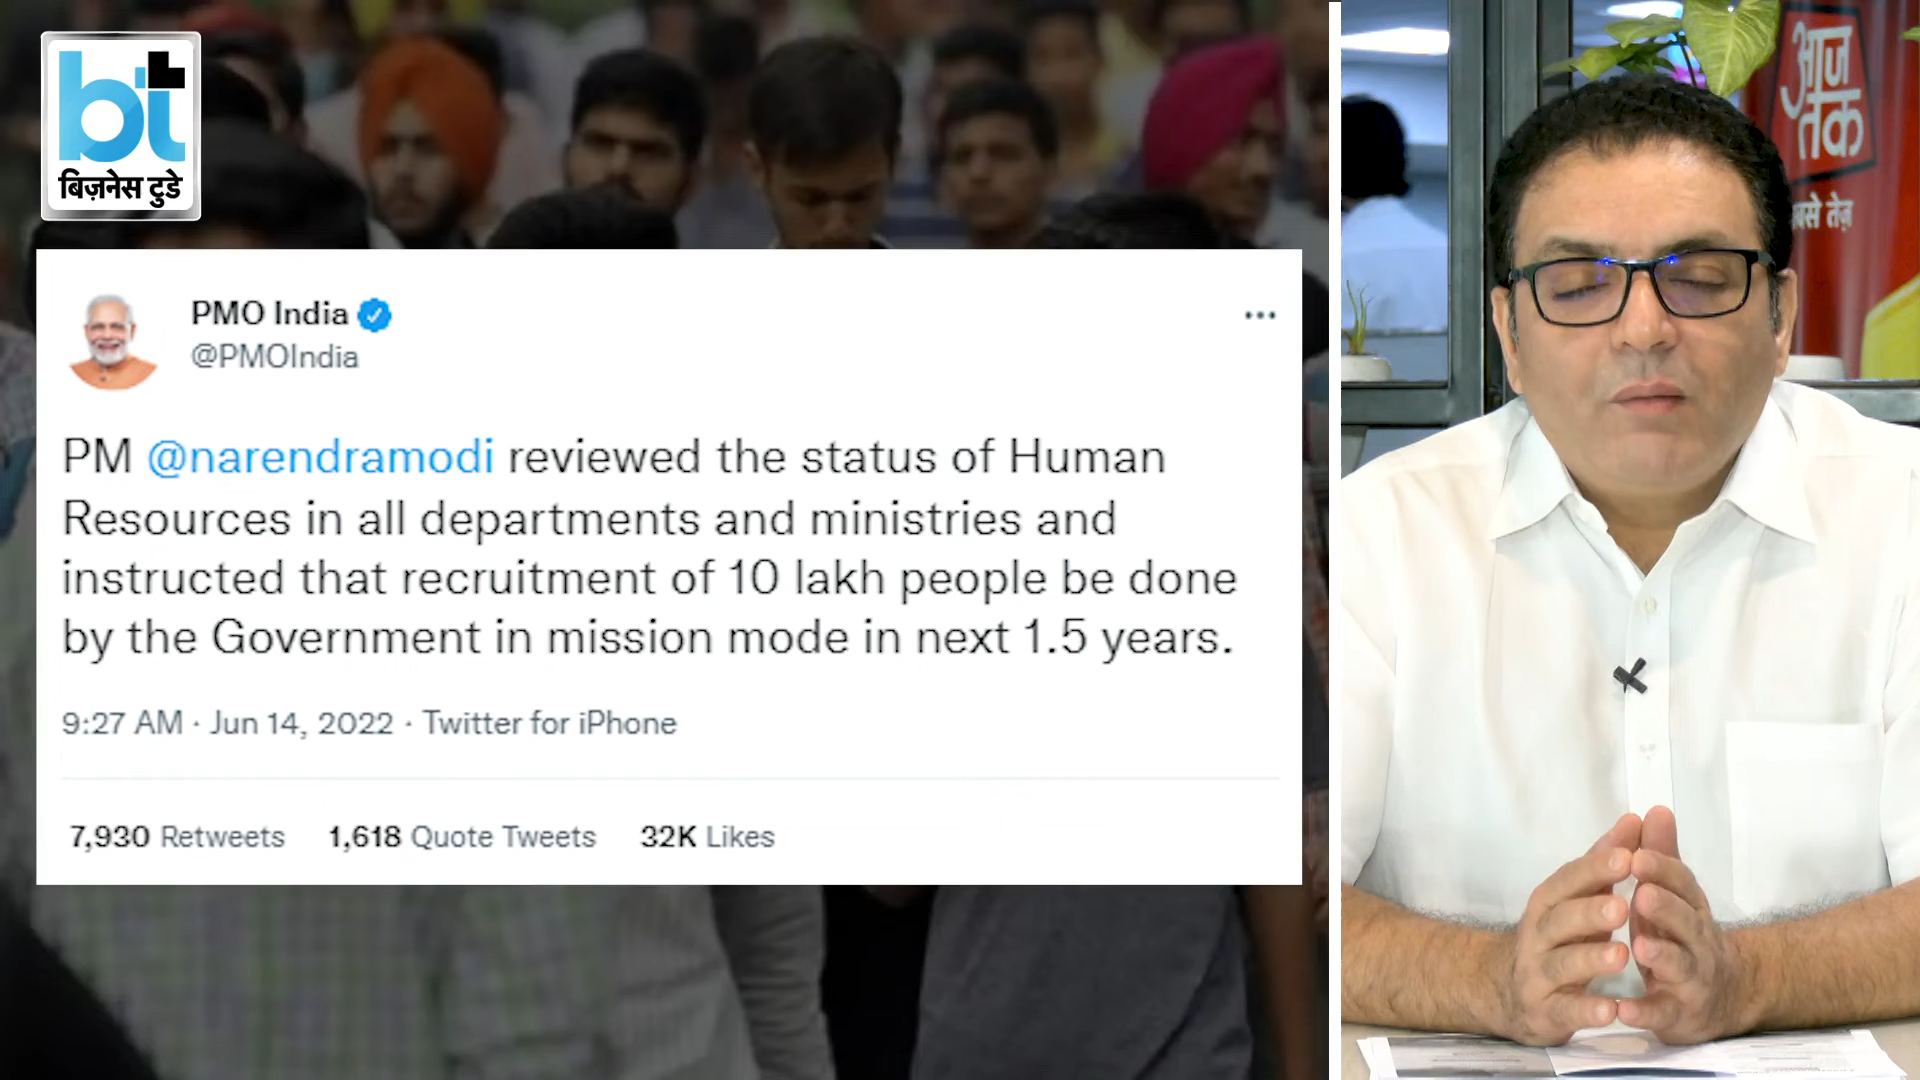 bt
बिज़नेस टुडे
PMO India
@PMOIndia
PM @narendramodi reviewed the status of Human
Resources in all departments and ministries and
instructed that recruitment of 10 lakh people be done
by the Government in mission mode in next 1.5 years.
9:27 AM · Jun 14, 2022 · Twitter for iPhone
7,930 Retweets 1,618 Quote Tweets 32K Likes
आज
तक
तेज़